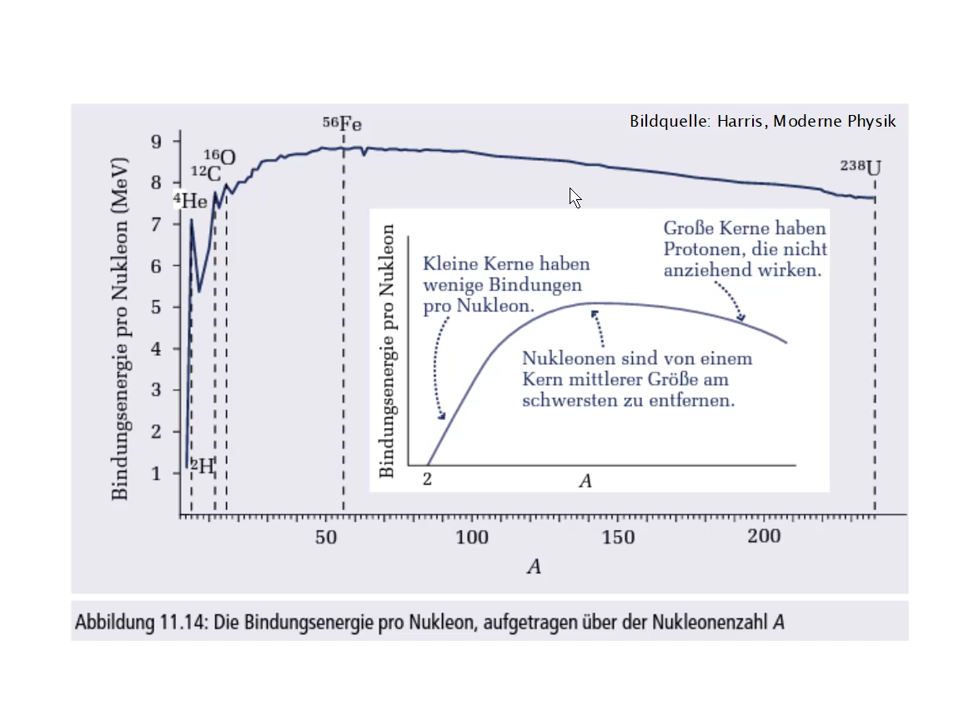 Bildquelle: Harris, Moderne Physik
Bindungsenergie pro Nukleon (MeV)
9
8
7
6
5
4
3
2
1
⁴He
¹²C
¹⁶O
⁵⁶Fe
²³⁸U
²H
50
100
150
200
A
Bindungsenergie pro Nukleon
Kleine Kerne haben
wenige Bindungen
pro Nukleon.
Große Kerne haben
Protonen, die nicht
anziehend wirken.
Nukleonen sind von einem
Kern mittlerer Größe am
schwersten zu entfernen.
2
A
Abbildung 11.14: Die Bindungsenergie pro Nukleon, aufgetragen über der Nukleonenzahl A